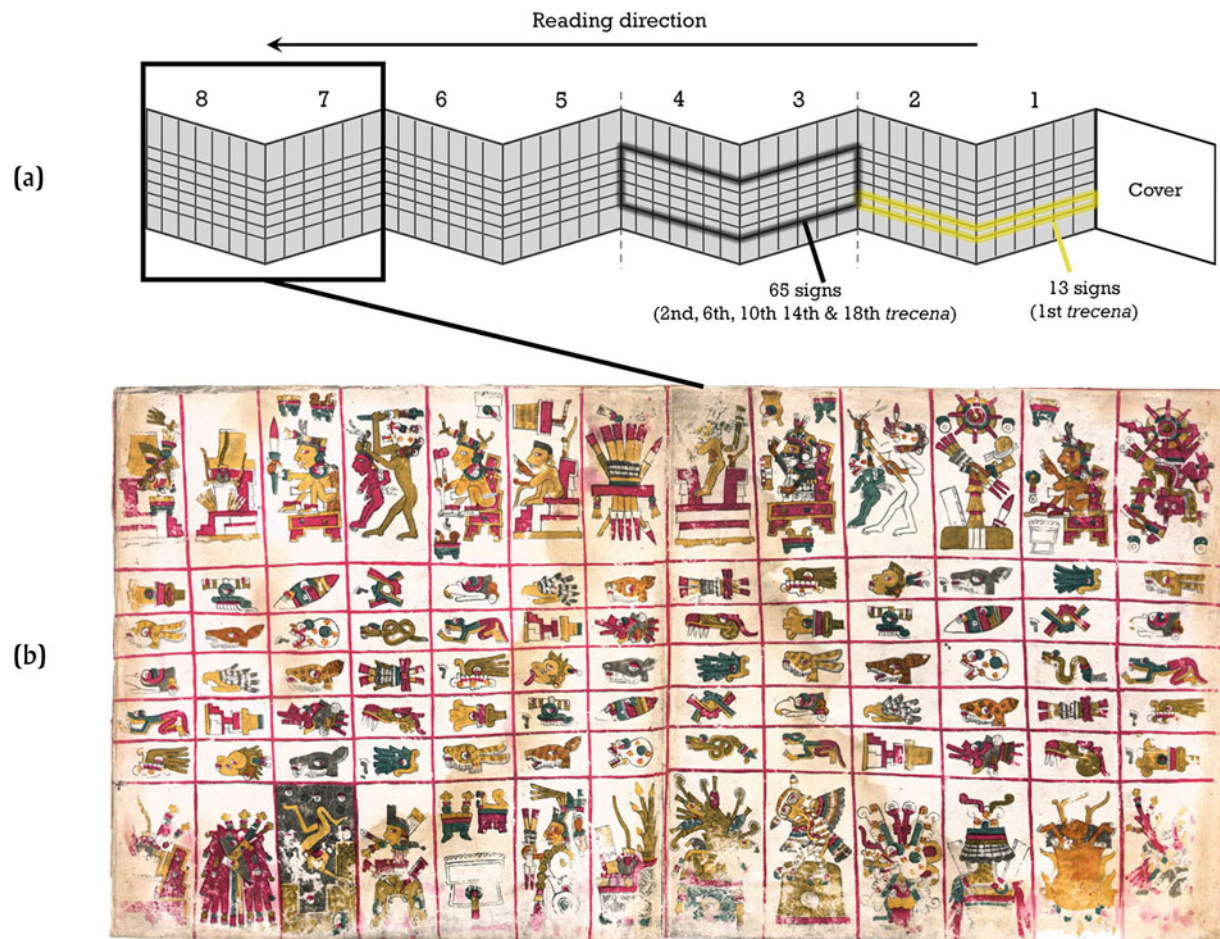 Reading direction
8 7 6 5 4 3 2 1
(a)
Cover
65 signs
(2nd, 6th, 10th 14th & 18th trecena)
13 signs
(1st trecena)
(b)